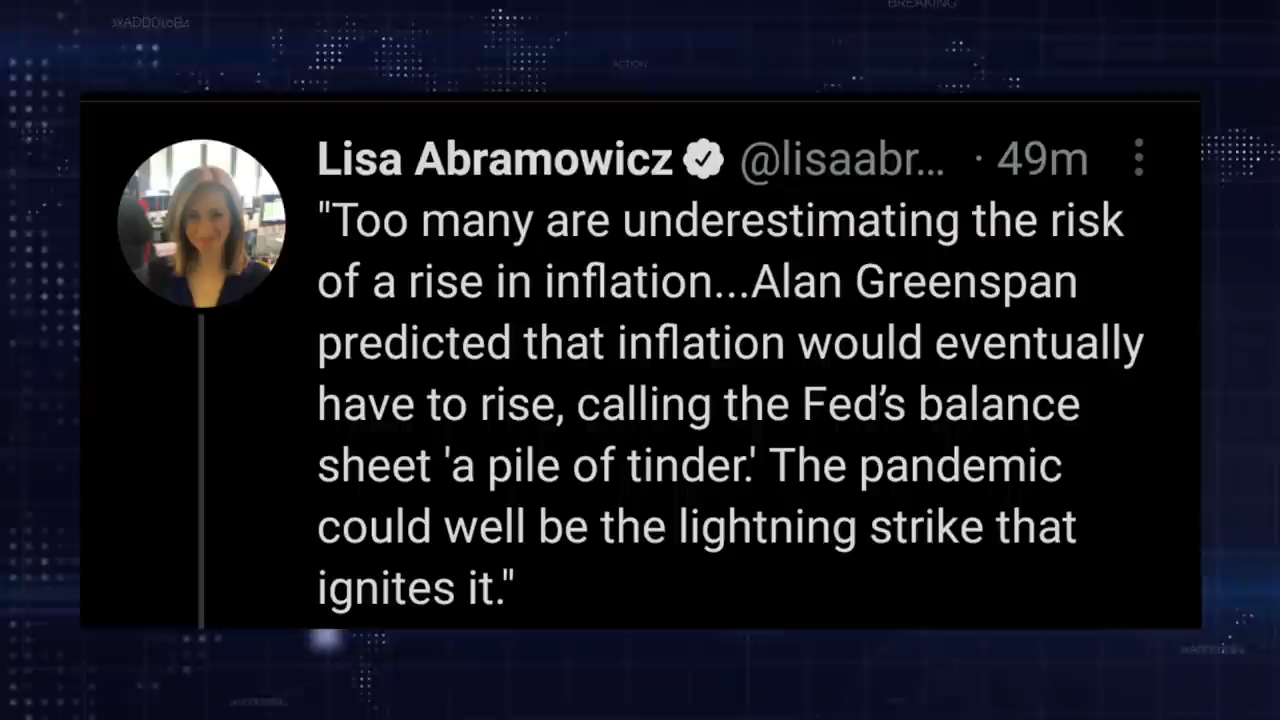 BREAKING
ACTION
Lisa Abramowicz @lisaabr... · 49m
"Too many are underestimating the risk
of a rise in inflation...Alan Greenspan
predicted that inflation would eventually
have to rise, calling the Fed’s balance
sheet 'a pile of tinder.' The pandemic
could well be the lightning strike that
ignites it."